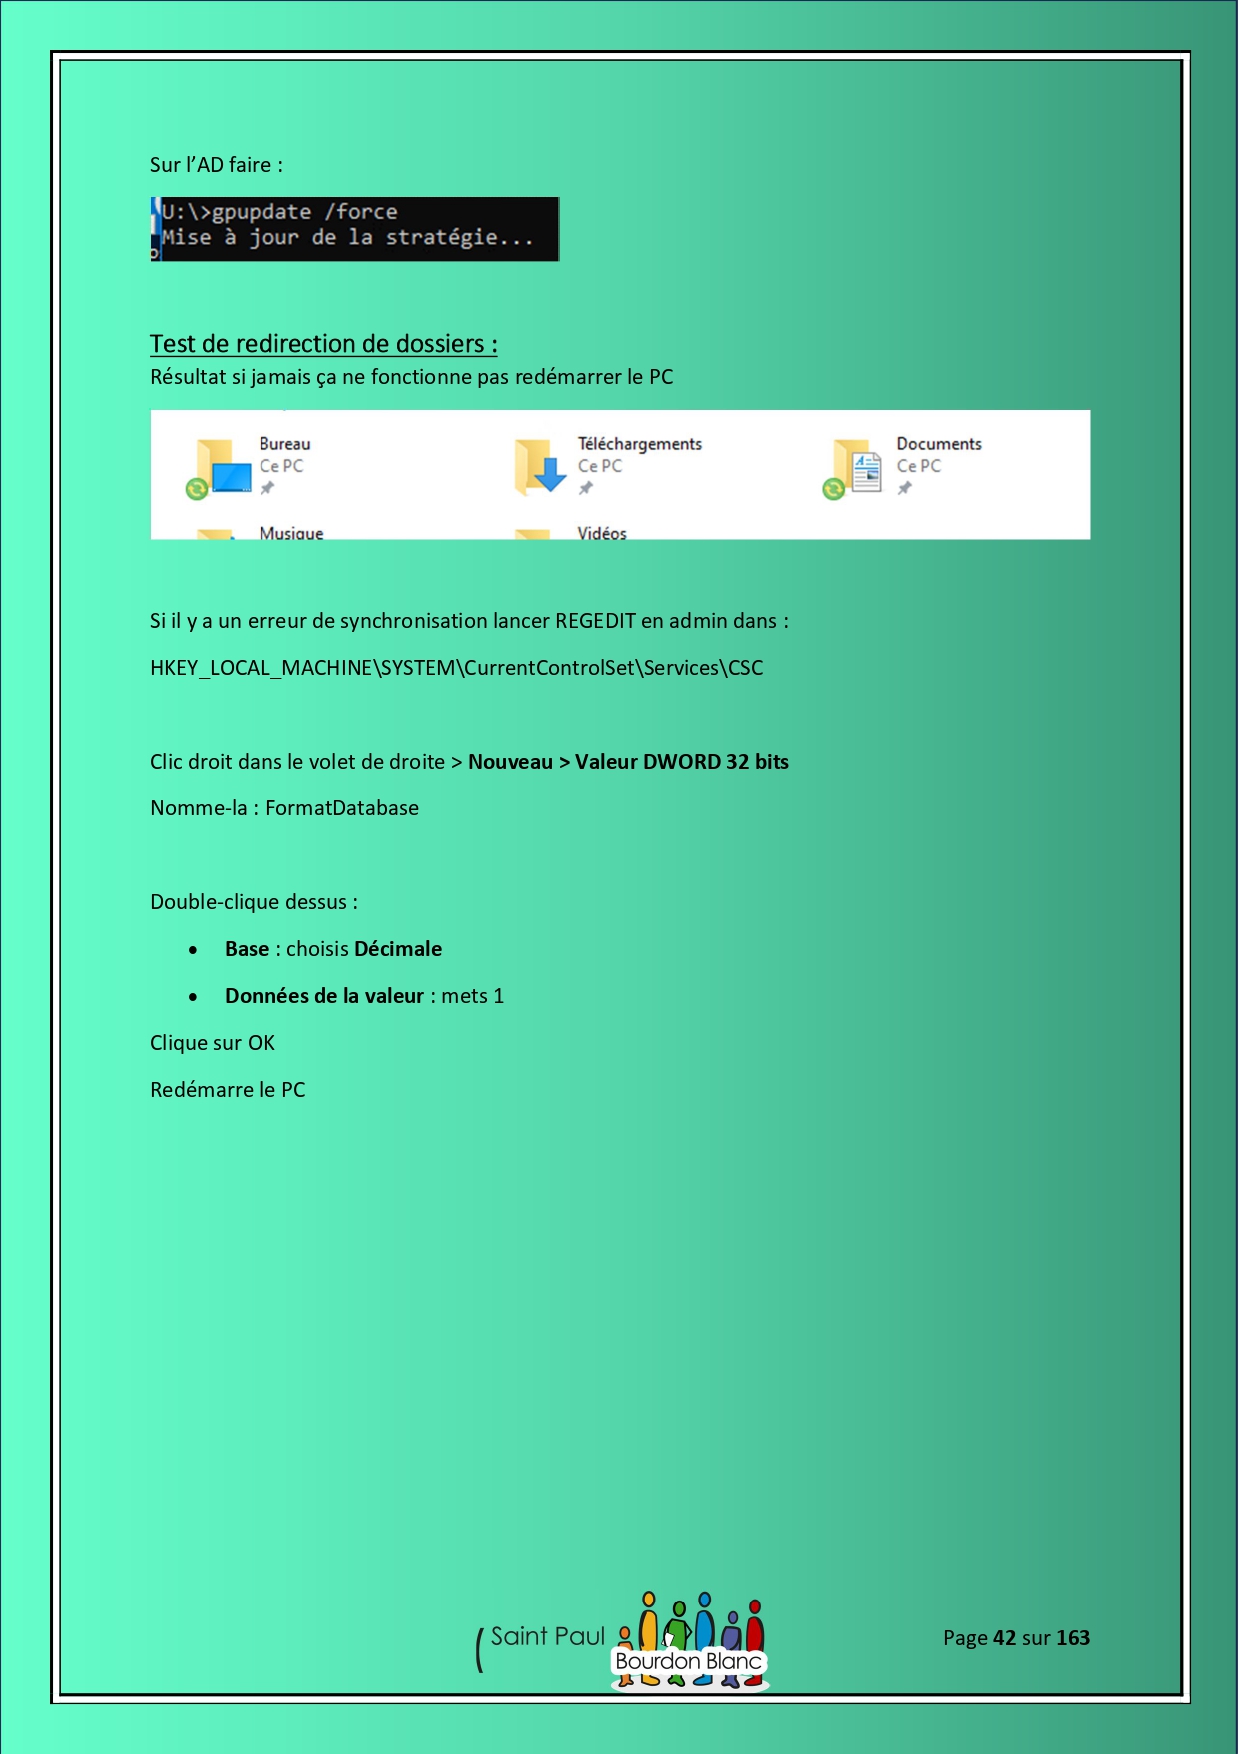 Sur l’AD faire :
U:\>gpupdate /force
Mise à jour de la stratégie...
Test de redirection de dossiers :
Résultat si jamais ça ne fonctionne pas redémarrer le PC
Bureau
Ce PC
Téléchargements
Ce PC
Documents
Ce PC
Musique
Vidéos
Si il y a un erreur de synchronisation lancer REGEDIT en admin dans :
HKEY_LOCAL_MACHINE\SYSTEM\CurrentControlSet\Services\CSC
Clic droit dans le volet de droite > Nouveau > Valeur DWORD 32 bits
Nomme-la : FormatDatabase
Double-clique dessus :
• Base : choisis Décimale
• Données de la valeur : mets 1
Clique sur OK
Redémarre le PC
Saint Paul
Bourdon Blanc
Page 42 sur 163